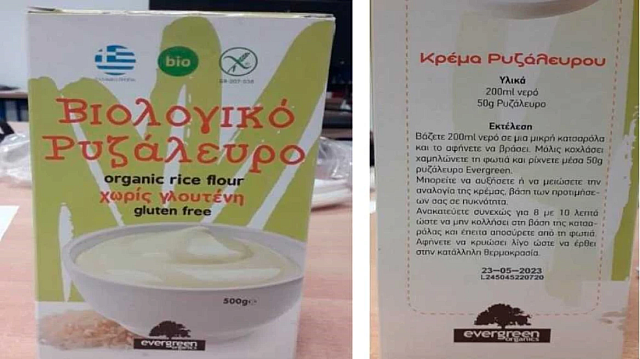 bio
Βιολογικό
Ρυζάλευρο
organic rice flour
χωρίς γλουτένη
gluten free
500g℮
evergreen
organics
Κρέμα Ρυζάλευρου
Υλικά
200ml νερό
50g Ρυζάλευρο
Εκτέλεση
Βάζετε 200ml νερό σε μια μικρή κατσαρόλα
και το αφήνετε να βράσει. Μόλις κοχλάσει
χαμηλώνετε τη φωτιά και ρίχνετε μέσα 50g
ρυζάλευρο Evergreen.
Μπορείτε να αυξήσετε ή να μειώσετε την
αναλογία της κρέμας, βάση των προτιμήσε-
ων σας σε πυκνότητα.
Ανακατεύετε συνεχώς για 8 με 10 λεπτά
ώστε να μην κολλήσει στη βάση της κατσα-
ρόλας και έπειτα αποσύρετε από τη φωτιά.
Αφήνετε να κρυώσει λίγο ώστε να έρθει
στην κατάλληλη θερμοκρασία.
23-05-2023
L245045220720
evergreen
organics